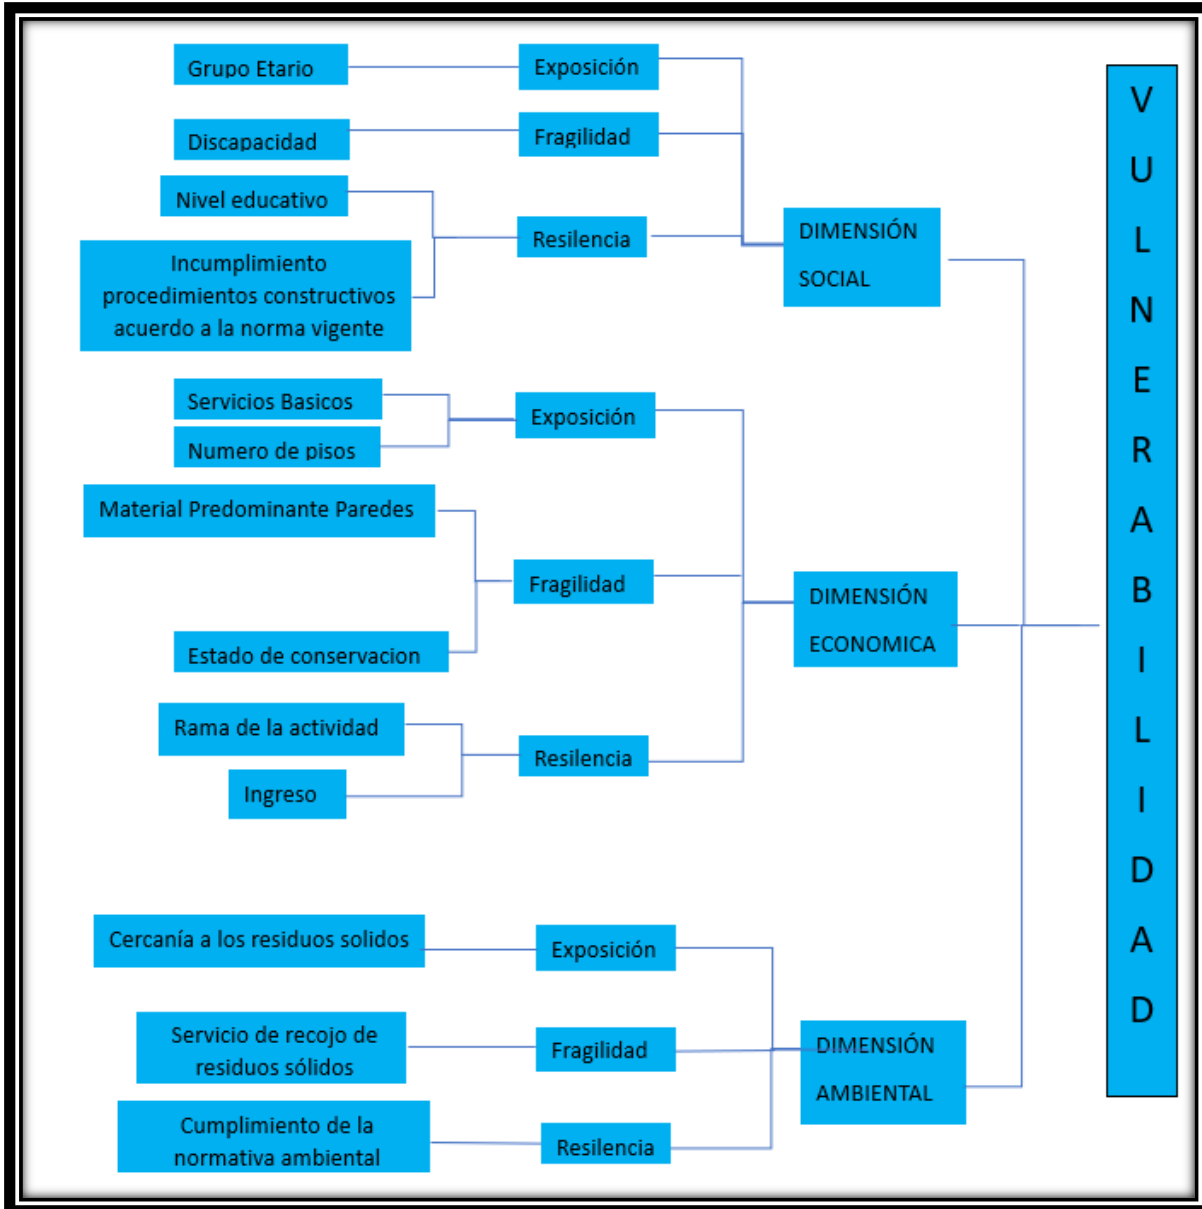 Grupo Etario
Exposición
Discapacidad
Fragilidad
Nivel educativo
Resilencia
Incumplimiento
procedimientos constructivos
acuerdo a la norma vigente
DIMENSIÓN
SOCIAL
Servicios Basicos
Exposición
Numero de pisos
Material Predominante Paredes
Fragilidad
Estado de conservacion
DIMENSIÓN
ECONOMICA
Rama de la actividad
Resilencia
Ingreso
Cercanía a los residuos solidos
Exposición
Servicio de recojo de
residuos sólidos
Fragilidad
DIMENSIÓN
AMBIENTAL
Cumplimiento de la
normativa ambiental
Resilencia
V
U
L
N
E
R
A
B
I
L
I
D
A
D